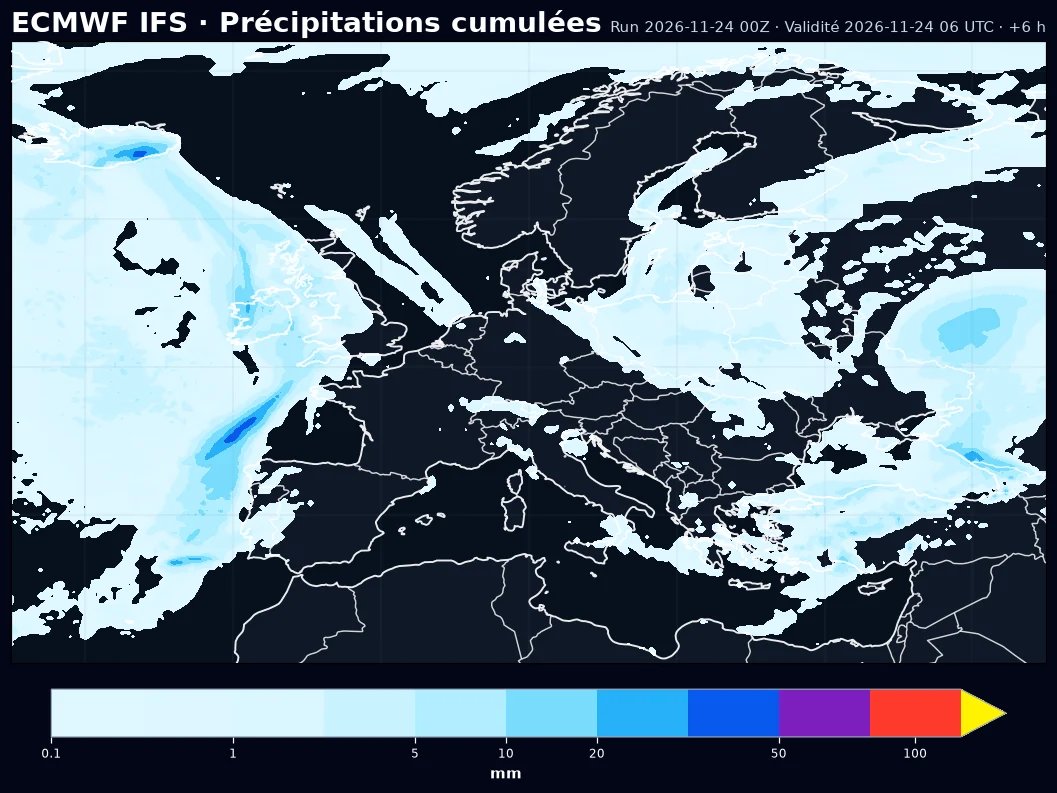 ECMWF IFS · Précipitations cumulées Run 2026-11-24 00Z · Validité 2026-11-24 06 UTC · +6 h
0.1 1 5 10 20 50 100
mm